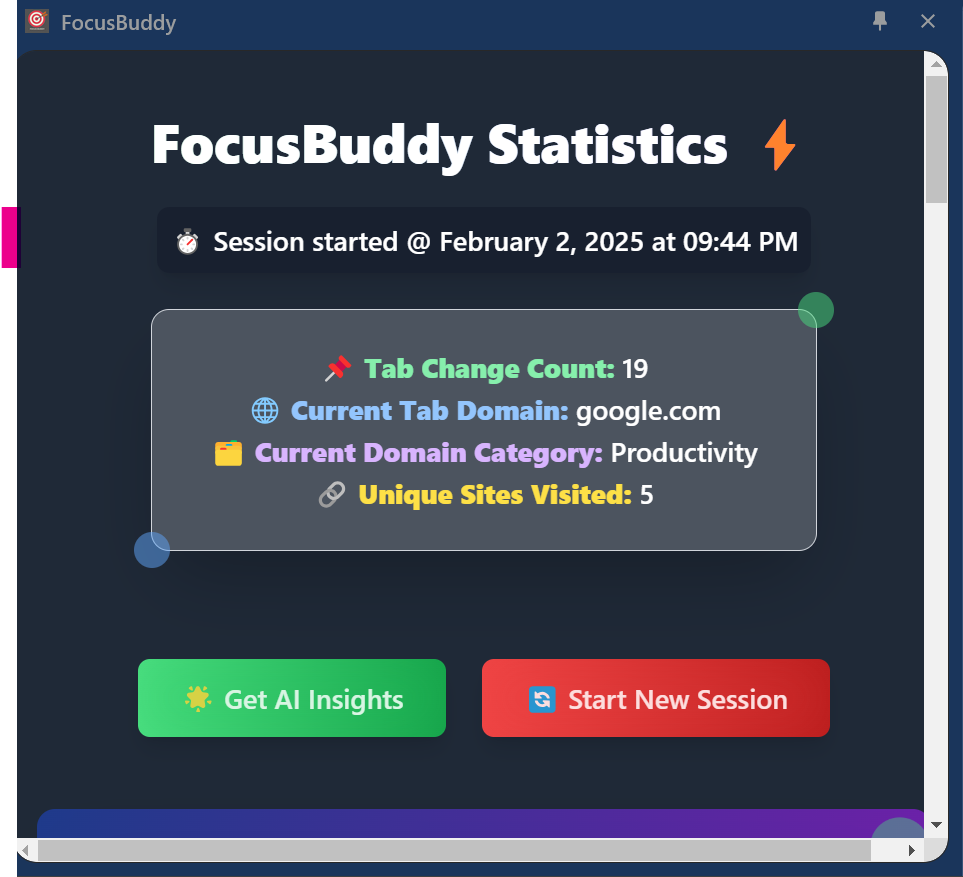 FocusBuddy
FocusBuddy Statistics
Session started @ February 2, 2025 at 09:44 PM
Tab Change Count: 19
Current Tab Domain: google.com
Current Domain Category: Productivity
Unique Sites Visited: 5
Get AI Insights
Start New Session